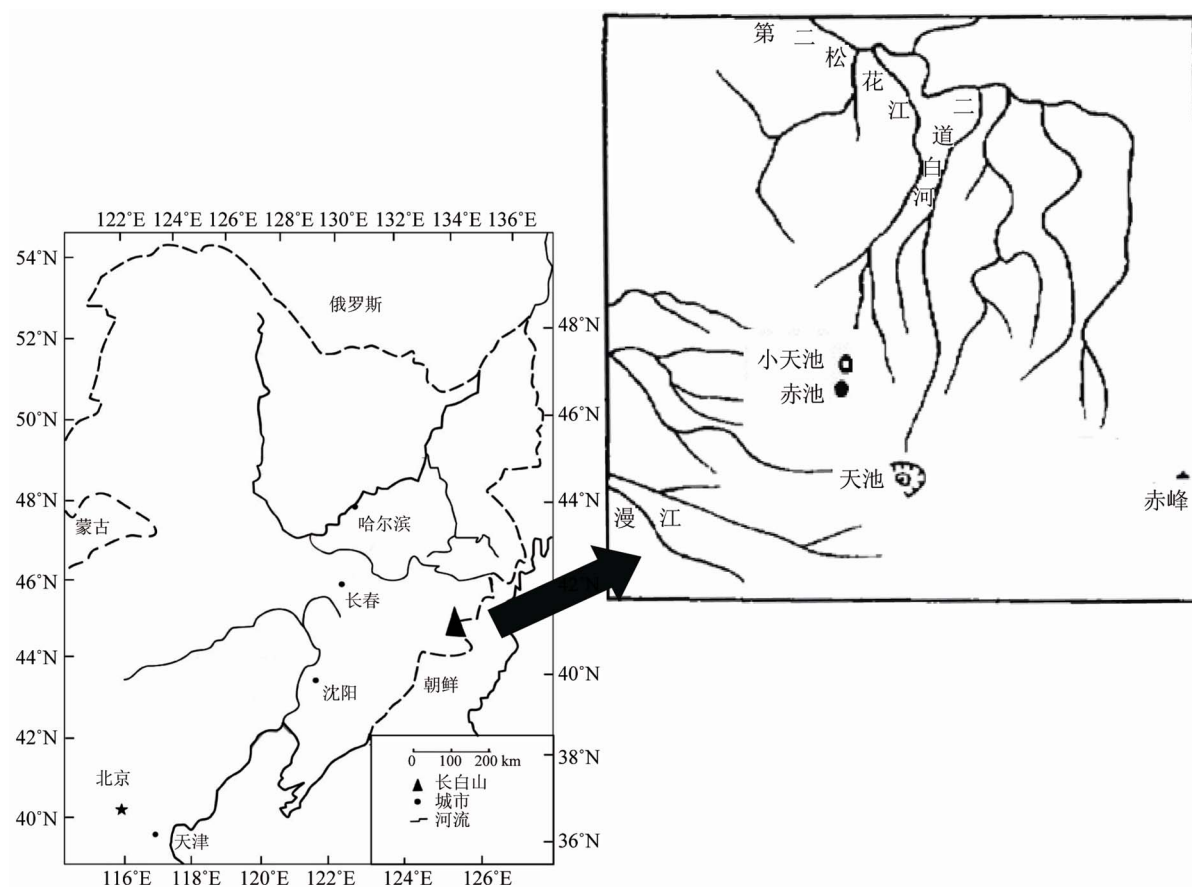 122°E 124°E 126°E 128°E 130°E 132°E 134°E 136°E
54°N
52°N
50°N
48°N
46°N
44°N
42°N
40°N
48°N
46°N
44°N
42°N
40°N
38°N
36°N
俄罗斯
蒙古
哈尔滨
长春
沈阳
朝鲜
北京
天津
0 100 200 km
长白山
城市
河流
116°E 118°E 120°E 122°E 124°E 126°E
第二松花江
二道白河
小天池
赤池
天池
赤峰
漫江